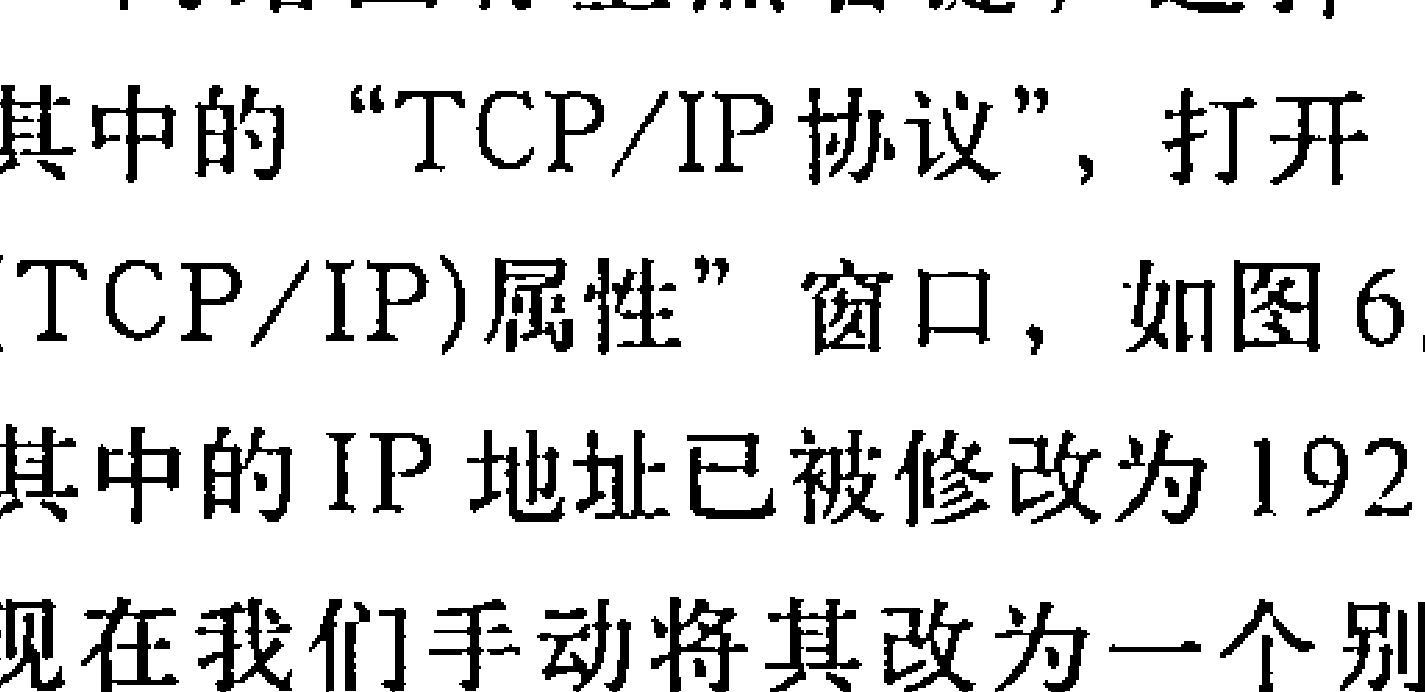 其中的“TCP/IP协议”，打开
(TCP/IP)属性”窗口，如图6.
其中的IP地址已被修改为192
现在我们手动将其改为一个别